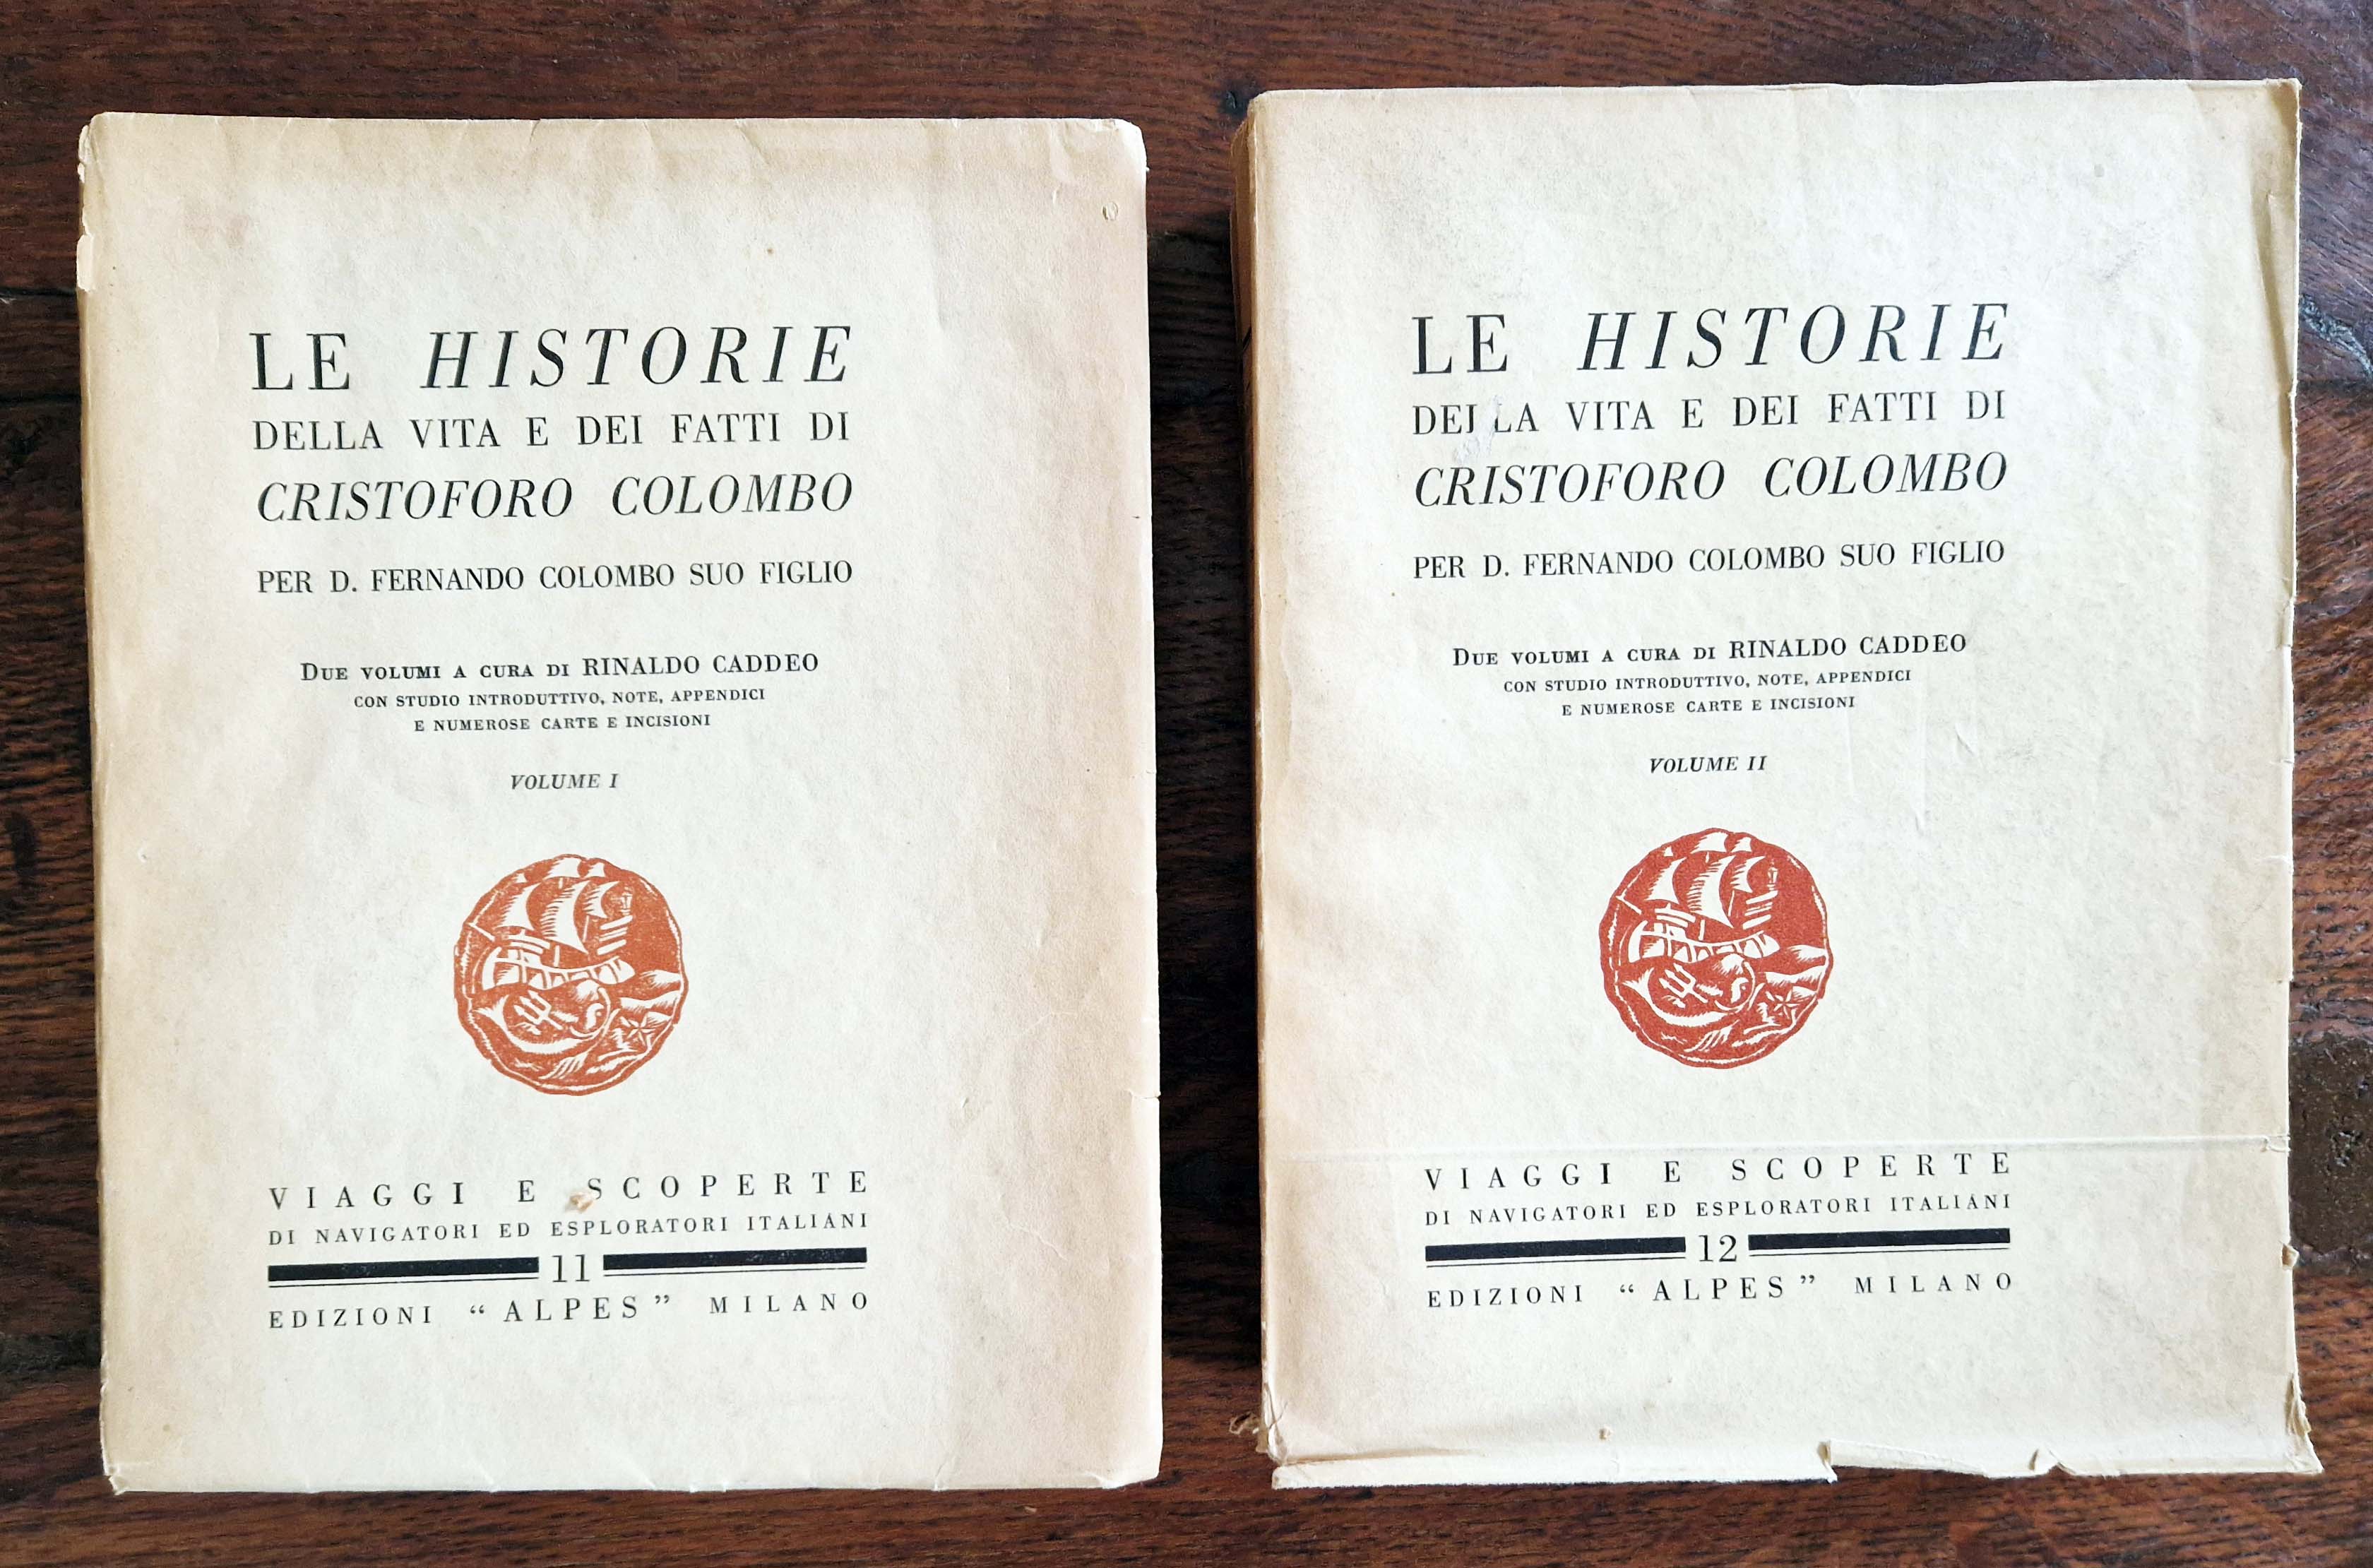 LE HISTORIE
DELLA VITA E DEI FATTI DI
CRISTOFORO COLOMBO
PER D. FERNANDO COLOMBO SUO FIGLIO
DUE VOLUMI A CURA DI RINALDO CADDEO
CON STUDIO INTRODUTTIVO, NOTE, APPENDICI
E NUMEROSE CARTE E INCISIONI
VOLUME I
VIAGGI E SCOPERTE
DI NAVIGATORI ED ESPLORATORI ITALIANI
11
EDIZIONI “ALPES” MILANO
LE HISTORIE
DELLA VITA E DEI FATTI DI
CRISTOFORO COLOMBO
PER D. FERNANDO COLOMBO SUO FIGLIO
DUE VOLUMI A CURA DI RINALDO CADDEO
CON STUDIO INTRODUTTIVO, NOTE, APPENDICI
E NUMEROSE CARTE E INCISIONI
VOLUME II
VIAGGI E SCOPERTE
DI NAVIGATORI ED ESPLORATORI ITALIANI
12
EDIZIONI “ALPES” MILANO